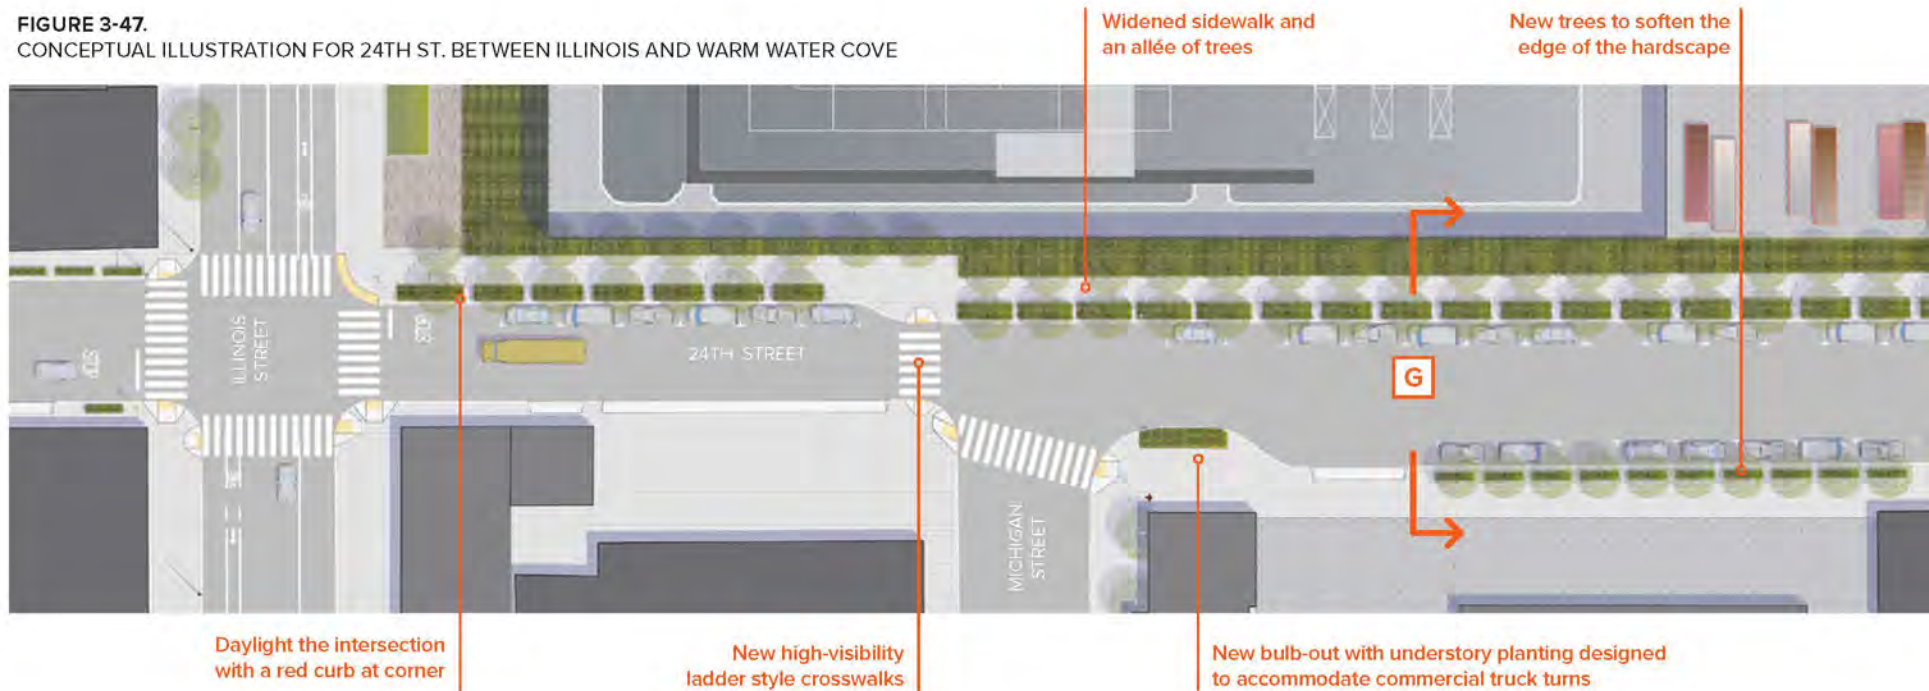 FIGURE 3-47.
CONCEPTUAL ILLUSTRATION FOR 24TH ST. BETWEEN ILLINOIS AND WARM WATER COVE
Widened sidewalk and
an allée of trees
New trees to soften the
edge of the hardscape
STOP
STOP
ILLINOIS
STREET
24TH STREET
G
MICHIGAN
STREET
Daylight the intersection
with a red curb at corner
New high-visibility
ladder style crosswalks
New bulb-out with understory planting designed
to accommodate commercial truck turns